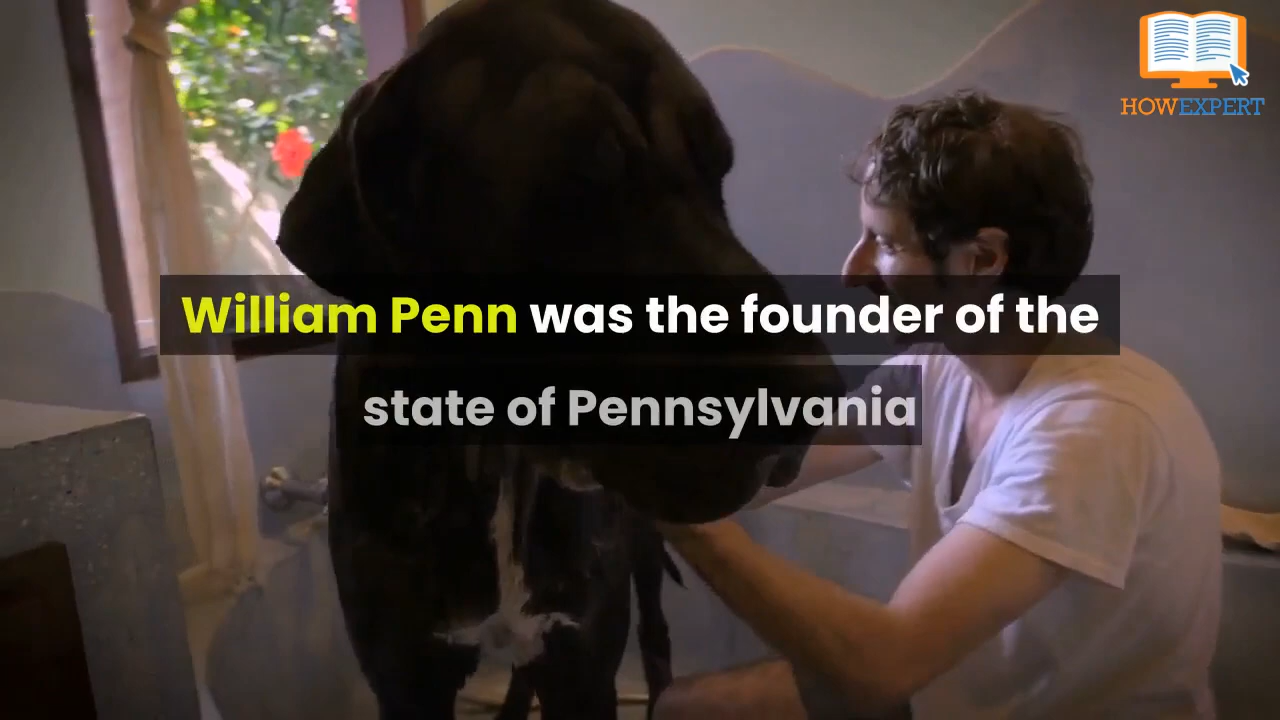 HOWEXPERT
William Penn was the founder of the
state of Pennsylvania